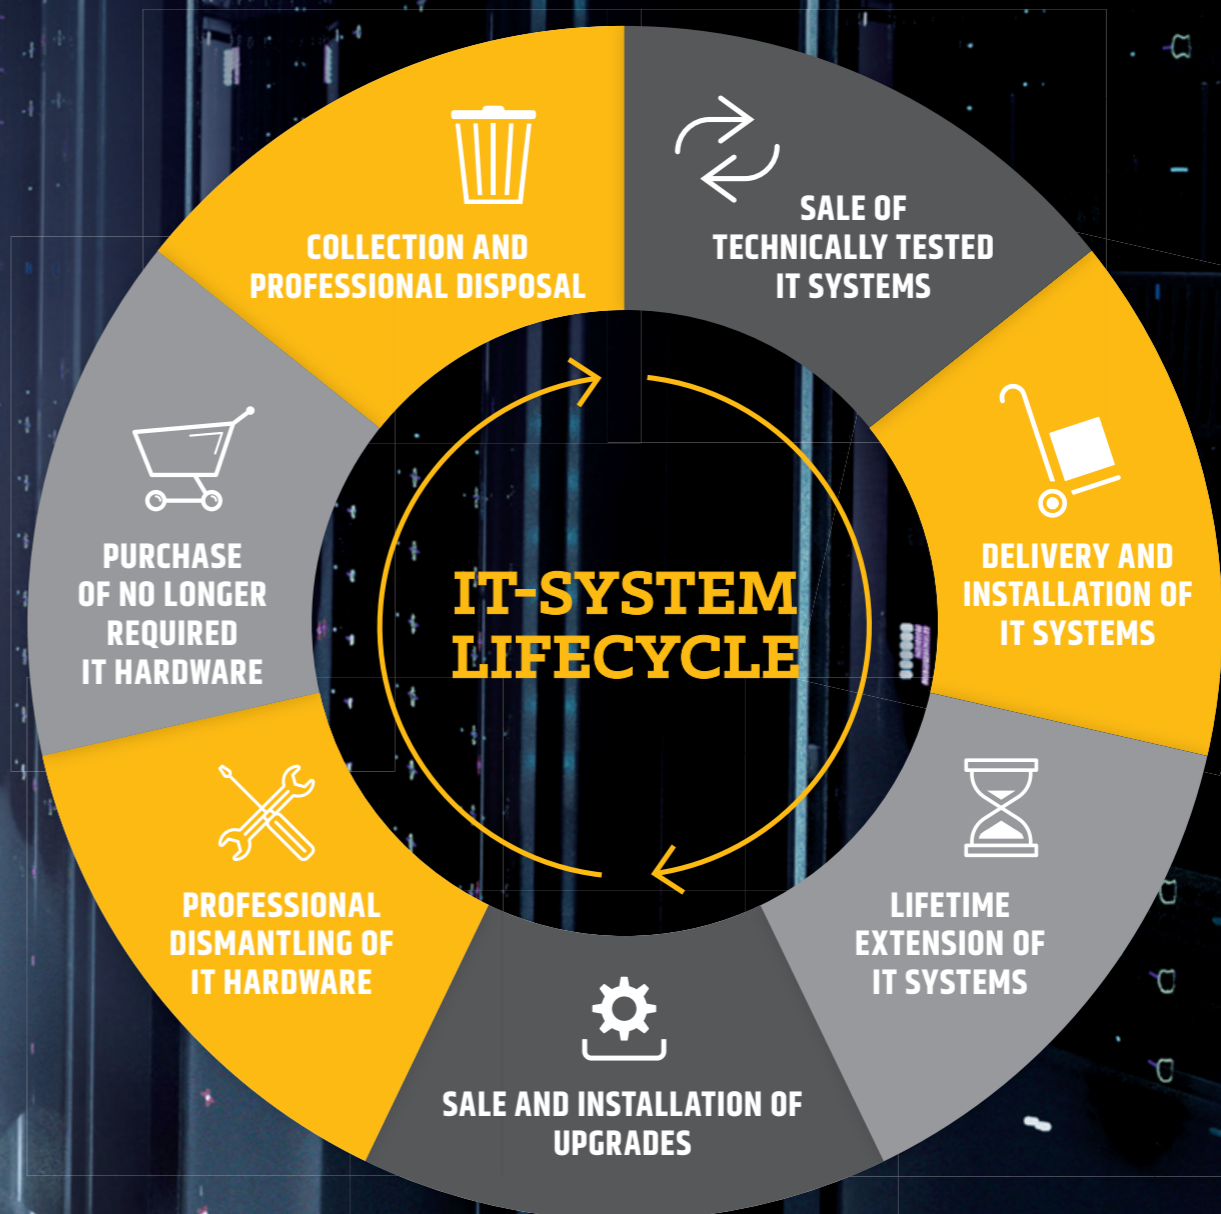 COLLECTION AND
PROFESSIONAL DISPOSAL
SALE OF
TECHNICALLY TESTED
IT SYSTEMS
DELIVERY AND
INSTALLATION OF
IT SYSTEMS
LIFETIME
EXTENSION OF
IT SYSTEMS
SALE AND INSTALLATION OF
UPGRADES
PROFESSIONAL
DISMANTLING OF
IT HARDWARE
PURCHASE
OF NO LONGER
REQUIRED
IT HARDWARE
IT-SYSTEM
LIFECYCLE